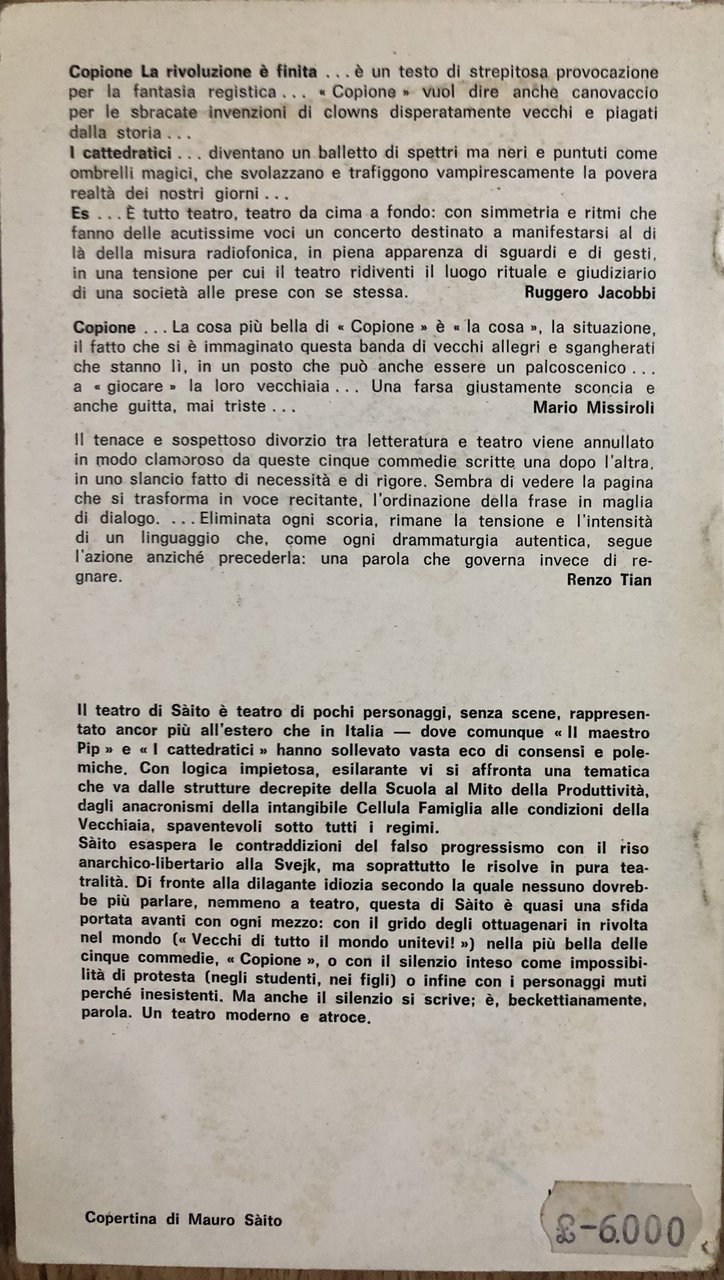 Copione La rivoluzione è finita ... è un testo di strepitosa provocazione
per la fantasia registica ... « Copione » vuol dire anche canovaccio
per le sbracate invenzioni di clowns disperatamente vecchi e piagati
dalla storia ...
I cattedratici ... diventano un balletto di spettri ma neri e puntuti come
ombrelli magici, che svolazzano e trafiggono vampirescamente la povera
realtà dei nostri giorni ...
Es ... È tutto teatro, teatro da cima a fondo: con simmetria e ritmi che
fanno delle acutissime voci un concerto destinato a manifestarsi al di
là della misura radiofonica, in piena apparenza di sguardi e di gesti,
in una tensione per cui il teatro ridiventi il luogo rituale e giudiziario
di una società alle prese con se stessa. Ruggero Jacobbi
Copione ... La cosa più bella di « Copione » è « la cosa », la situazione,
il fatto che si è immaginato questa banda di vecchi allegri e sgangherati
che stanno lì, in un posto che può anche essere un palcoscenico ...
a « giocare » la loro vecchiaia ... Una farsa giustamente sconcia e
anche guitta, mai triste ... Mario Missiroli
Il tenace e sospettoso divorzio tra letteratura e teatro viene annullato
in modo clamoroso da queste cinque commedie scritte una dopo l'altra,
in uno slancio fatto di necessità e di rigore. Sembra di vedere la pagina
che si trasforma in voce recitante, l'ordinazione della frase in maglia
di dialogo. ... Eliminata ogni scoria, rimane la tensione e l'intensità
di un linguaggio che, come ogni drammaturgia autentica, segue
l'azione anziché precederla: una parola che governa invece di re-
gnare. Renzo Tian
Il teatro di Sàito è teatro di pochi personaggi, senza scene, rappresen-
tato ancor più all'estero che in Italia — dove comunque « Il maestro
Pip » e « I cattedratici » hanno sollevato vasta eco di consensi e pole-
miche. Con logica impietosa, esilarante vi si affronta una tematica
che va dalle strutture decrepite della Scuola al Mito della Produttività,
dagli anacronismi della intangibile Cellula Famiglia alle condizioni della
Vecchiaia, spaventevoli sotto tutti i regimi.
Sàito esaspera le contraddizioni del falso progressismo con il riso
anarchico-libertario alla Svejk, ma soprattutto le risolve in pura tea-
tralità. Di fronte alla dilagante idiozia secondo la quale nessuno dovreb-
be più parlare, nemmeno a teatro, questa di Sàito è quasi una sfida
portata avanti con ogni mezzo: con il grido degli ottuagenari in rivolta
nel mondo (« Vecchi di tutto il mondo unitevi! ») nella più bella delle
cinque commedie, « Copione », o con il silenzio inteso come impossibi-
lità di protesta (negli studenti, nei figli) o infine con i personaggi muti
perché inesistenti. Ma anche il silenzio si scrive; è, beckettianamente,
parola. Un teatro moderno e atroce.
Copertina di Mauro Sàito
£-6.000